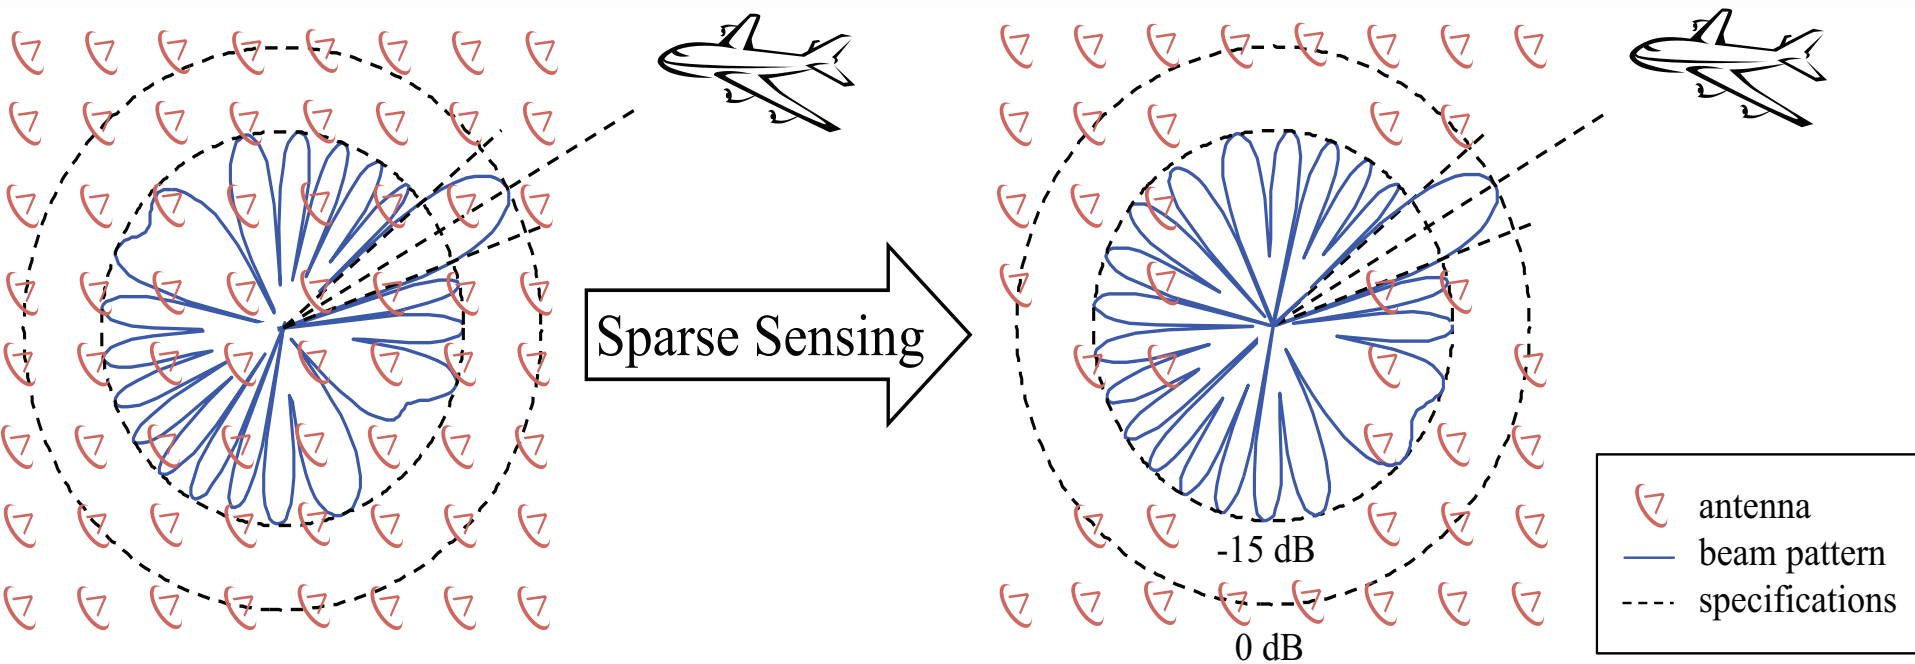 Sparse Sensing
-15 dB
0 dB
antenna
beam pattern
specifications